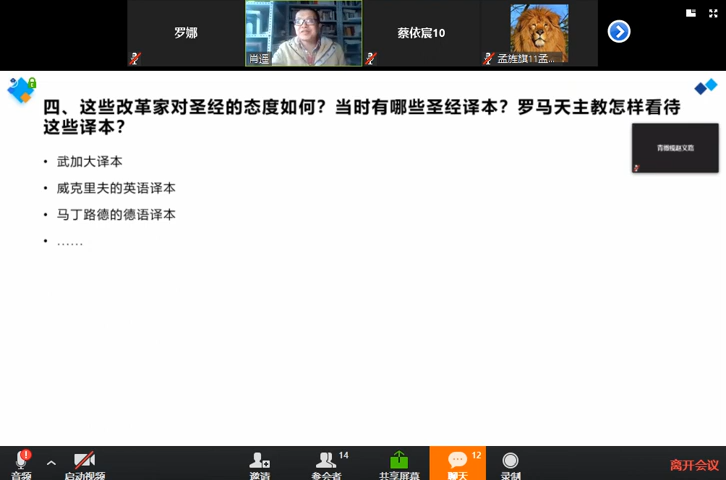 罗娜
肖遥
蔡依宸10
孟旌旗11孟...
四、这些改革家对圣经的态度如何？当时有哪些圣经译本？罗马天主教怎样看待
这些译本？
• 武加大译本
• 威克里夫的英语译本
• 马丁路德的德语译本
• ……
音频
启动视频
邀请
14
参会者
共享屏幕
12
聊天
录制
离开会议